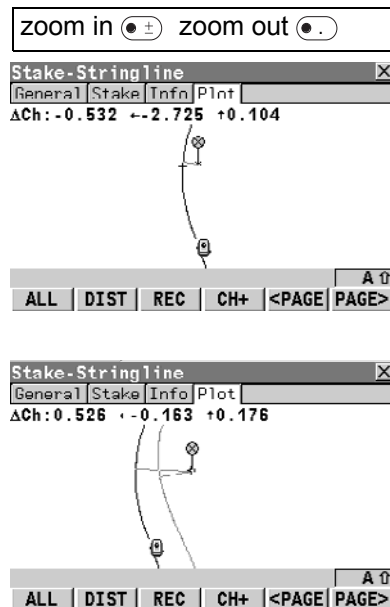 zoom in ± zoom out .
Stake-Stringline X
General Stake Info Plot
ΔCh:-0.532 ←-2.725 ↑0.104
A ⇧
ALL DIST REC CH+ <PAGE PAGE>
Stake-Stringline X
General Stake Info Plot
ΔCh:0.526 ←-0.163 ↑0.176
A ⇧
ALL DIST REC CH+ <PAGE PAGE>